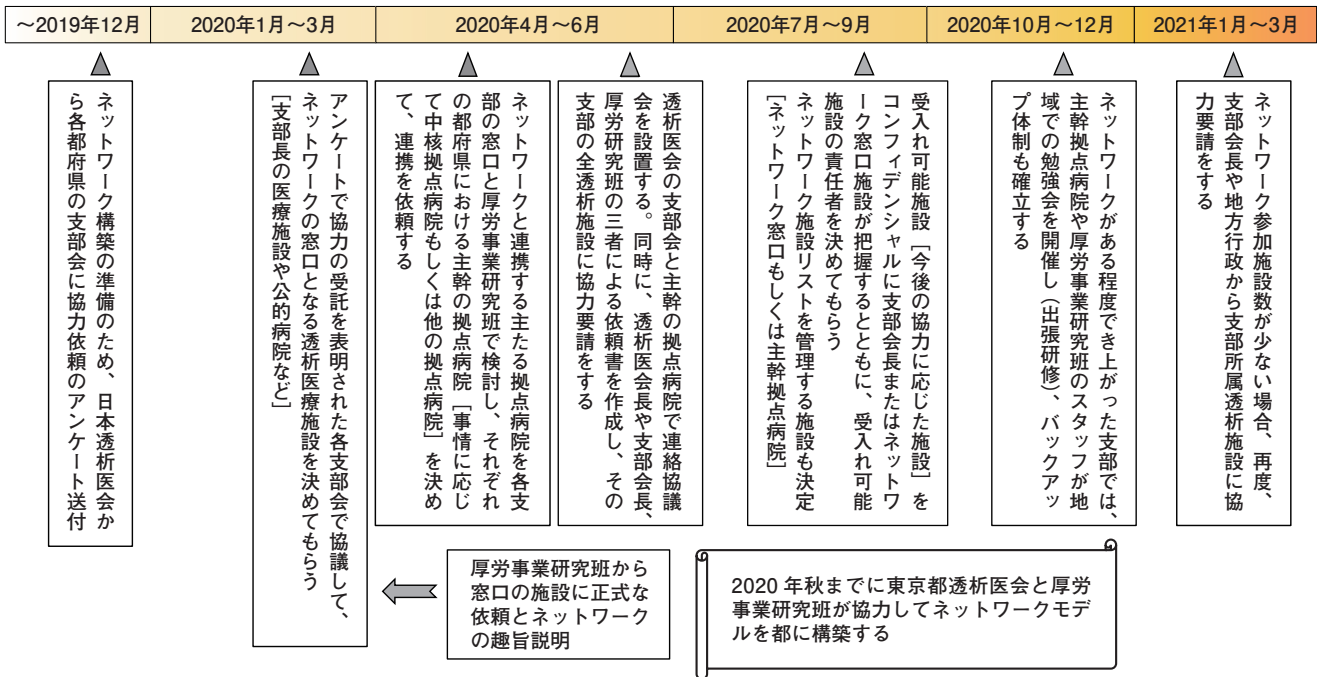 ～2019年12月
2020年1月～3月
2020年4月～6月
2020年7月～9月
2020年10月～12月
2021年1月～3月
ネットワーク構築の準備のため、日本透析医会か
ら各都府県の支部会に協力依頼のアンケート送付
アンケートで協力の受託を表明された各支部会で協議して、
ネットワークの窓口となる透析医療施設を決めてもらう
［支部長の医療施設や公的病院など］
ネットワークと連携する主たる拠点病院を各支
部の窓口と厚労事業研究班で検討し、それぞれ
の都府県における主幹の拠点病院［事情に応じ
て中核拠点病院もしくは他の拠点病院］を決め
て、連携を依頼する
透析医会の支部会と主幹の拠点病院で連絡協議
会を設置する。同時に、透析医会長や支部会長、
厚労研究班の三者による依頼書を作成し、その
支部の全透析施設に協力要請をする
受入れ可能施設［今後の協力に応じた施設］を
コンフィデンシャルに支部会長またはネットワ
ーク窓口施設が把握するとともに、受入れ可能
施設の責任者を決めてもらう
ネットワーク施設リストを管理する施設も決定
［ネットワーク窓口もしくは主幹拠点病院］
ネットワークがある程度でき上がった支部では、
主幹拠点病院や厚労事業研究班のスタッフが地
域での勉強会を開催し（出張研修）、バックアッ
プ体制も確立する
ネットワーク参加施設数が少ない場合、再度、
支部会長や地方行政から支部所属透析施設に協
力要請をする
厚労事業研究班から
窓口の施設に正式な
依頼とネットワーク
の趣旨説明
2020年秋までに東京都透析医会と厚労
事業研究班が協力してネットワークモデ
ルを都に構築する